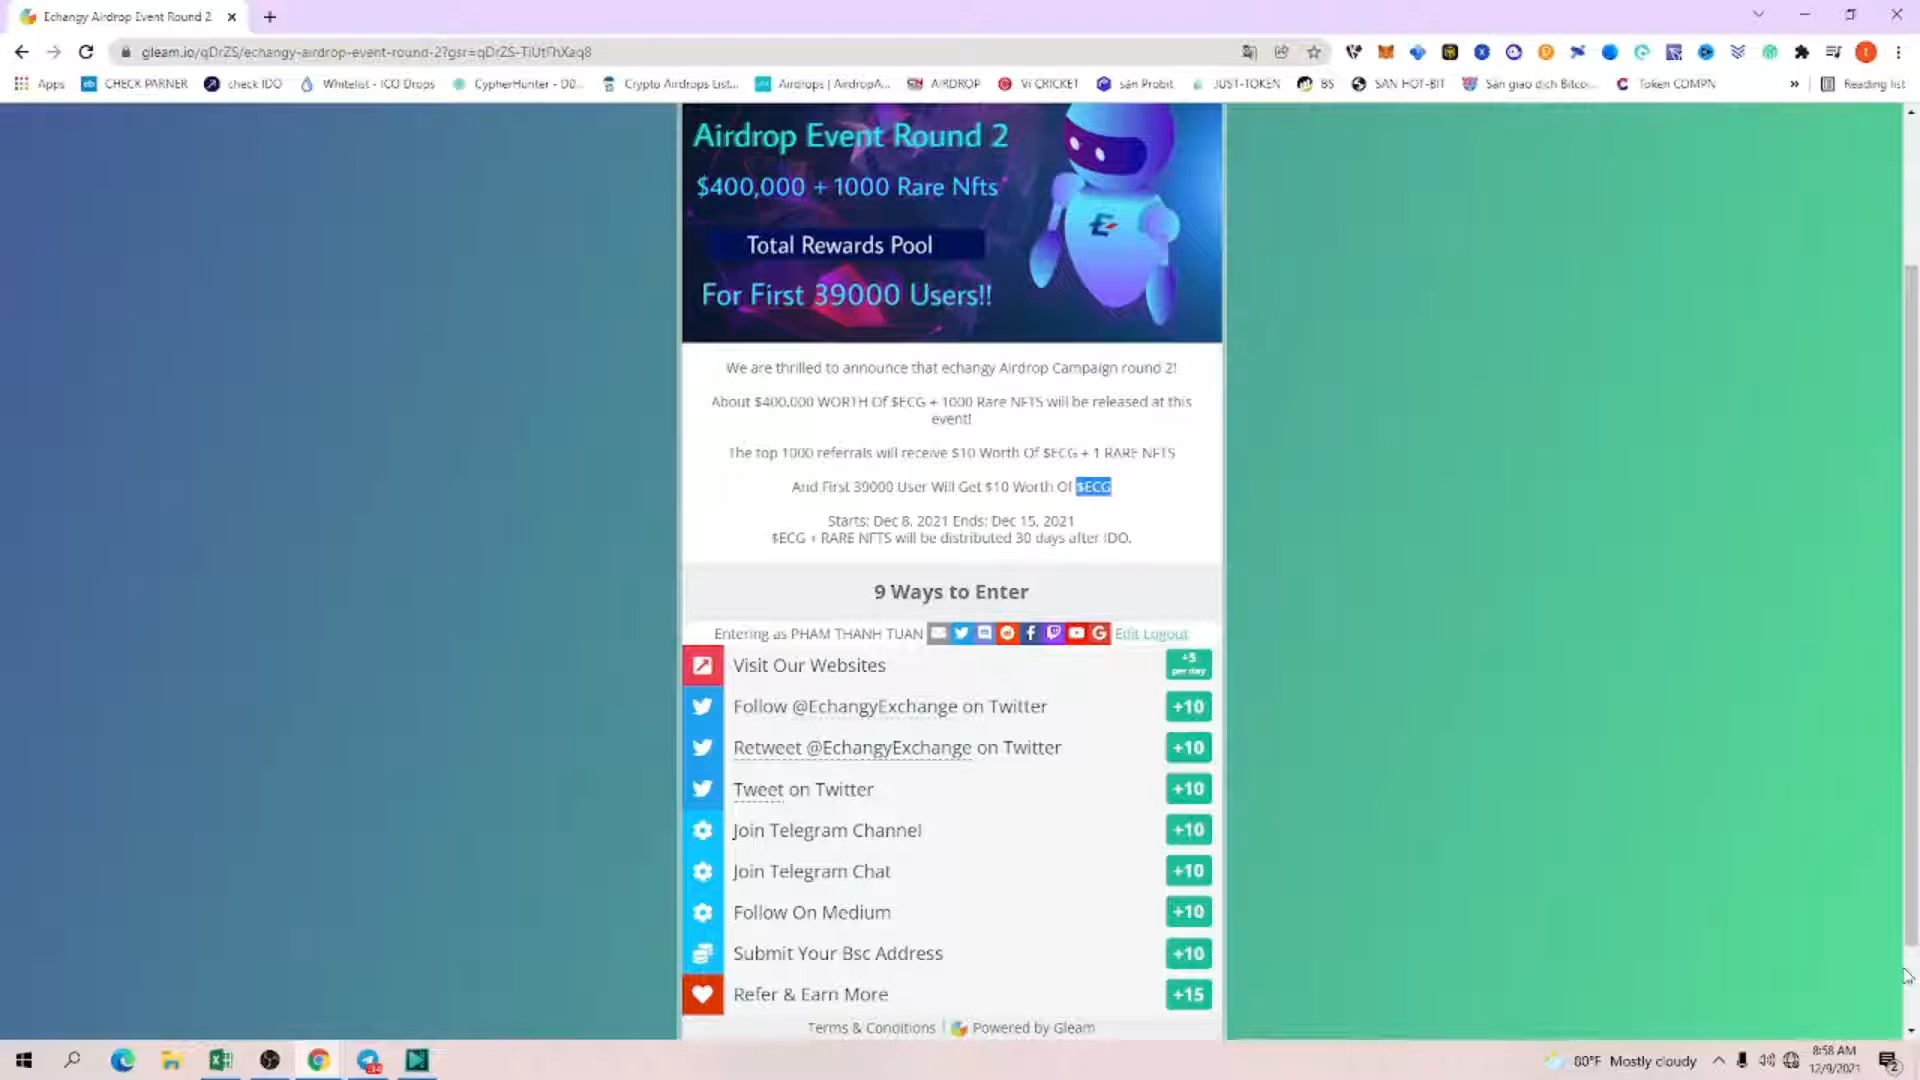 Echangy Airdrop Event Round 2
gleam.io/qDrZS/echangy-airdrop-event-round-2?gsr=qDrZS-TiUtFhXaq8
Apps CHECK PARNER check IDO Whitelist - ICO Drops CypherHunter - Dữ... Crypto Airdrops List... Airdrops | AirdropA... AIRDROP Vi CRICKET sàn Probit JUST-TOKEN BS SAN HOT-BIT Sàn giao dịch Bitco... Token COMPN » Reading list
Airdrop Event Round 2
$400,000 + 1000 Rare Nfts
Total Rewards Pool
For First 39000 Users!!
We are thrilled to announce that echangy Airdrop Campaign round 2!
About $400,000 WORTH Of $ECG + 1000 Rare NFTS will be released at this
event!
The top 1000 referrals will receive $10 Worth Of $ECG + 1 RARE NFTS
And First 39000 User Will Get $10 Worth Of $ECG
Starts: Dec 8, 2021 Ends: Dec 15, 2021
$ECG + RARE NFTS will be distributed 30 days after IDO.
9 Ways to Enter
Entering as PHAM THANH TUAN Edit Logout
Visit Our Websites +5 per day
Follow @EchangyExchange on Twitter +10
Retweet @EchangyExchange on Twitter +10
Tweet on Twitter +10
Join Telegram Channel +10
Join Telegram Chat +10
Follow On Medium +10
Submit Your Bsc Address +10
Refer & Earn More +15
Terms & Conditions | Powered by Gleam
80°F Mostly cloudy
8:58 AM
12/9/2021